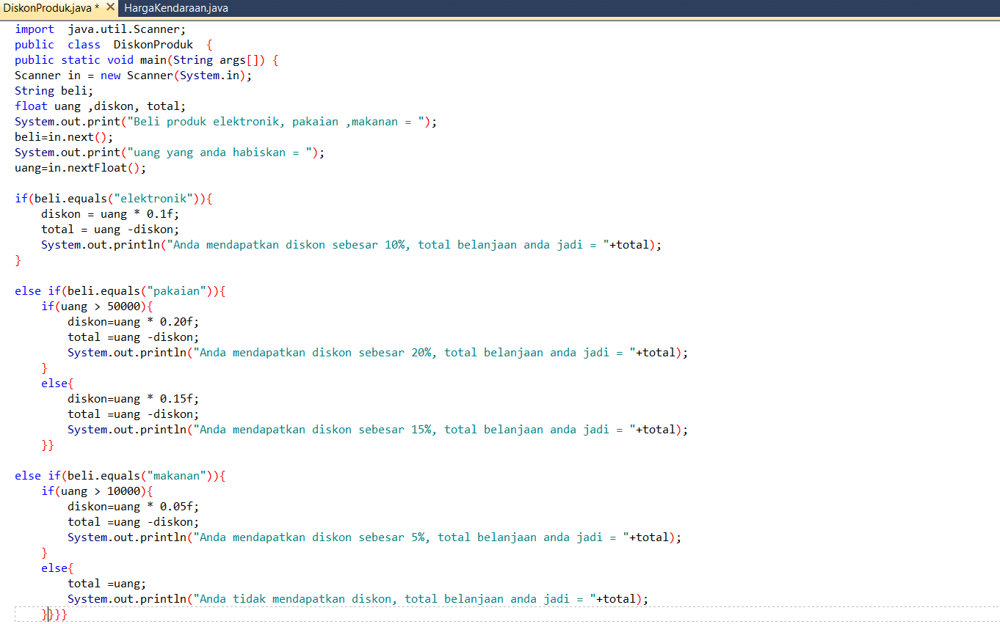 DiskonProduk.java * ✕ HargaKendaraan.java
import  java.util.Scanner;
public  class  DiskonProduk  {
public static void main(String args[]) {
Scanner in = new Scanner(System.in);
String beli;
float uang ,diskon, total;
System.out.print("Beli produk elektronik, pakaian ,makanan = ");
beli=in.next();
System.out.print("uang yang anda habiskan = ");
uang=in.nextFloat();

if(beli.equals("elektronik")){
    diskon = uang * 0.1f;
    total = uang -diskon;
    System.out.println("Anda mendapatkan diskon sebesar 10%, total belanjaan anda jadi = "+total);
}

else if(beli.equals("pakaian")){
    if(uang > 50000){
        diskon=uang * 0.20f;
        total =uang -diskon;
        System.out.println("Anda mendapatkan diskon sebesar 20%, total belanjaan anda jadi = "+total);
    }
    else{
        diskon=uang * 0.15f;
        total =uang -diskon;
        System.out.println("Anda mendapatkan diskon sebesar 15%, total belanjaan anda jadi = "+total);
    }}

else if(beli.equals("makanan")){
    if(uang > 10000){
        diskon=uang * 0.05f;
        total =uang -diskon;
        System.out.println("Anda mendapatkan diskon sebesar 5%, total belanjaan anda jadi = "+total);
    }
    else{
        total =uang;
        System.out.println("Anda tidak mendapatkan diskon, total belanjaan anda jadi = "+total);
    }}}}